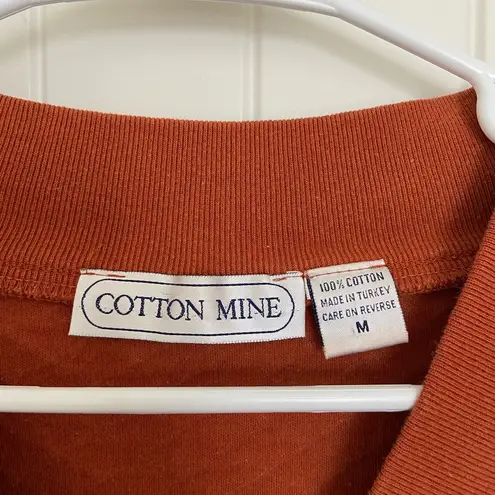 COTTON MINE
100% COTTON
MADE IN TURKEY
CARE ON REVERSE
M